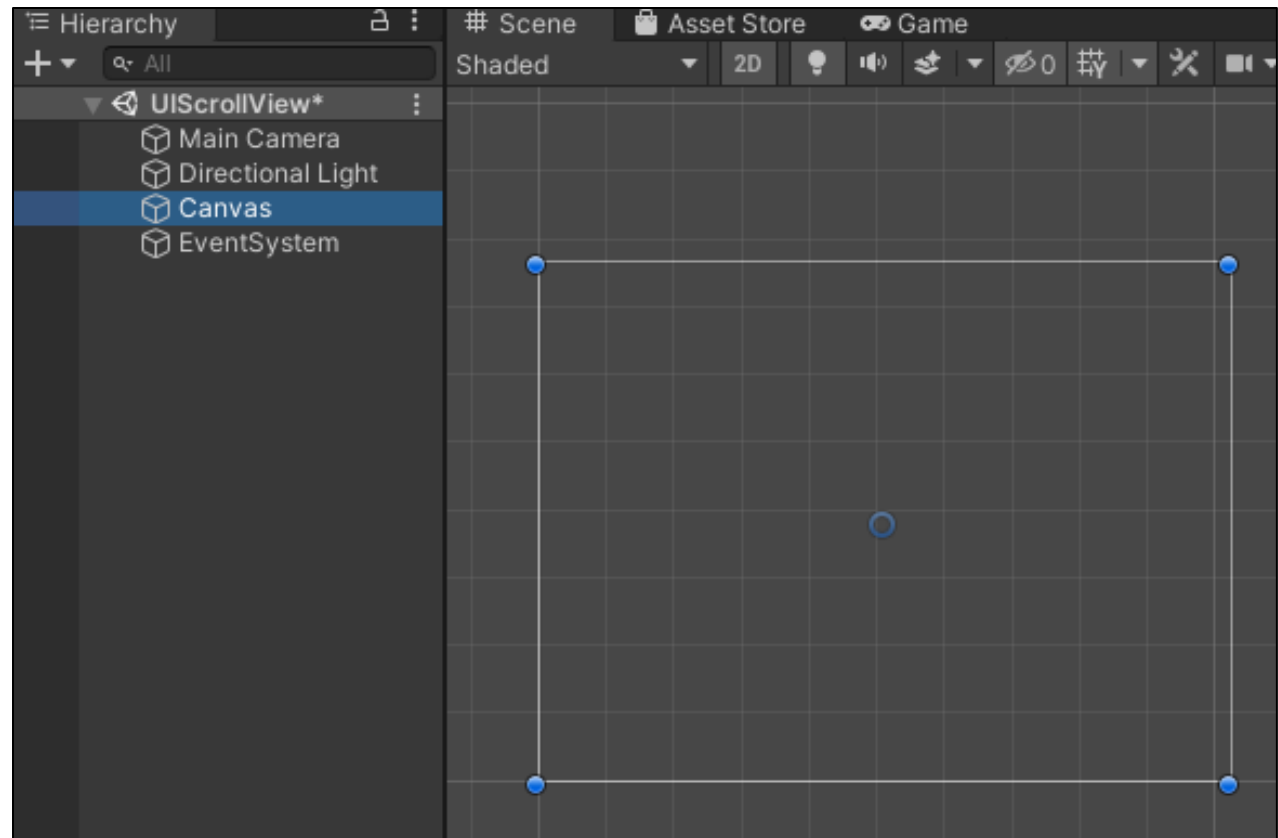 Hierarchy
All
UIScrollView*
Main Camera
Directional Light
Canvas
EventSystem
Scene Asset Store Game
Shaded 2D 0